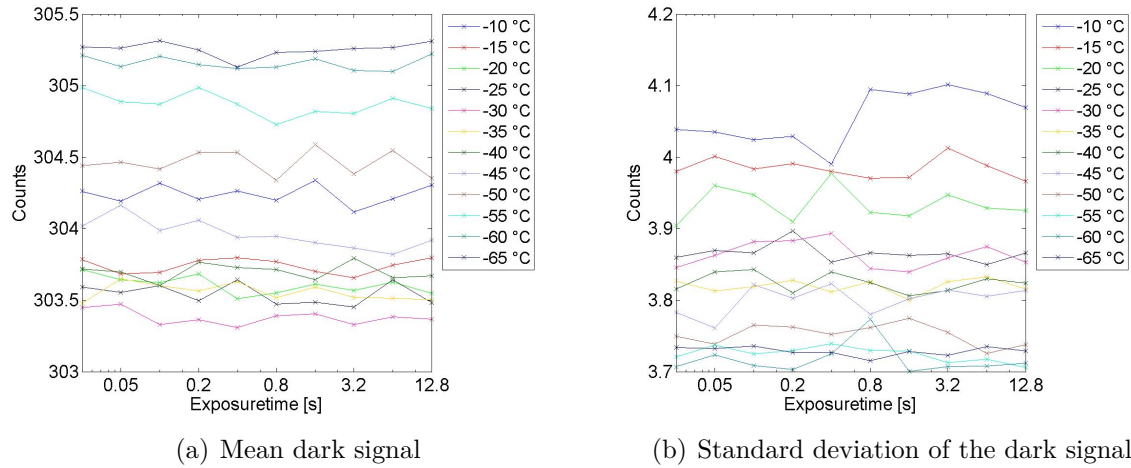 305.5
305
304.5
304
303.5
303
Counts
0.05 0.2 0.8 3.2 12.8
Exposuretime [s]
-10 °C
-15 °C
-20 °C
-25 °C
-30 °C
-35 °C
-40 °C
-45 °C
-50 °C
-55 °C
-60 °C
-65 °C
(a) Mean dark signal
4.2
4.1
4
3.9
3.8
3.7
Counts
0.05 0.2 0.8 3.2 12.8
Exposuretime [s]
-10 °C
-15 °C
-20 °C
-25 °C
-30 °C
-35 °C
-40 °C
-45 °C
-50 °C
-55 °C
-60 °C
-65 °C
(b) Standard deviation of the dark signal